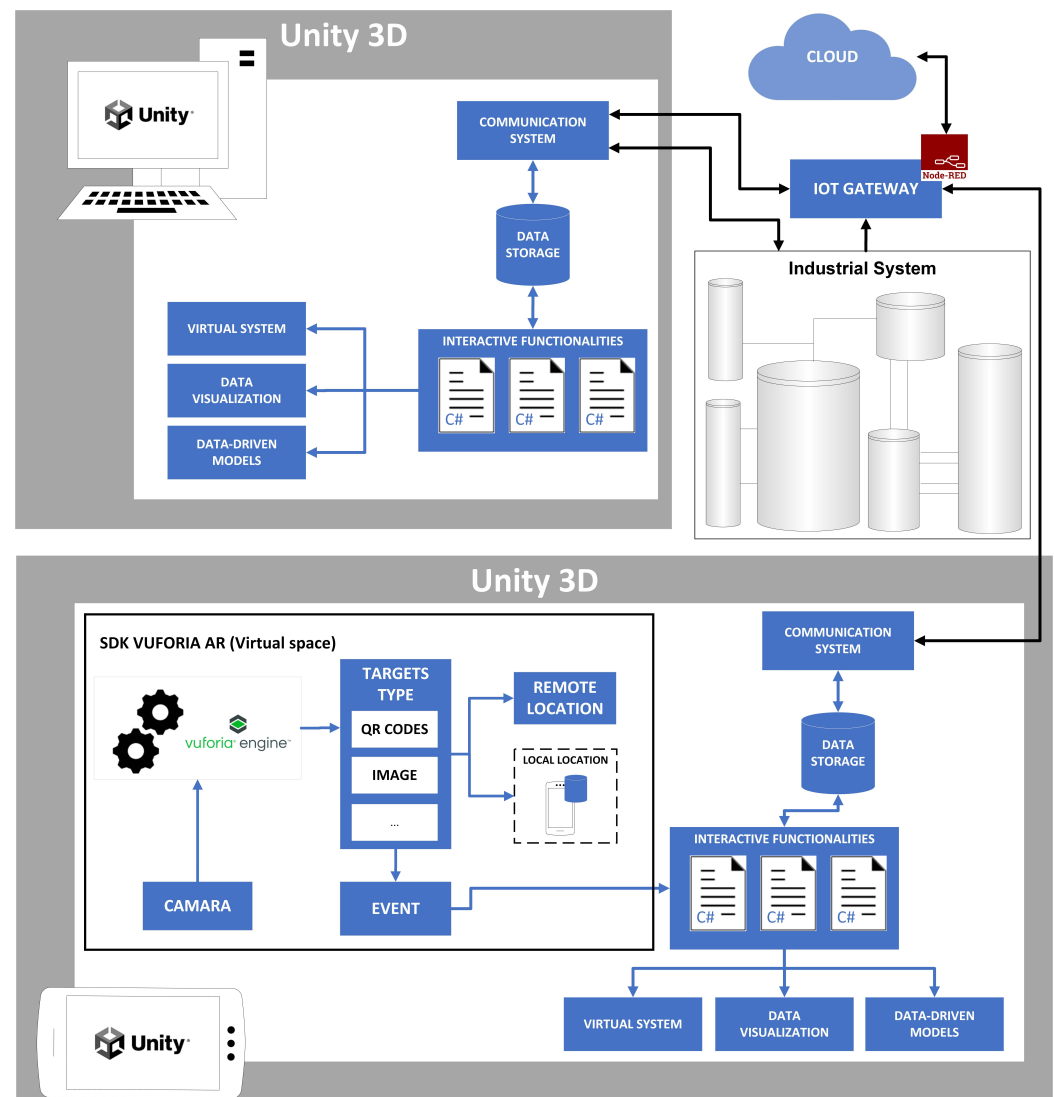 Unity 3D
Unity
CLOUD
COMMUNICATION
SYSTEM
Node-RED
IOT GATEWAY
DATA
STORAGE
Industrial System
VIRTUAL SYSTEM
INTERACTIVE FUNCTIONALITIES
DATA
VISUALIZATION
C#
C#
C#
DATA-DRIVEN
MODELS
Unity 3D
SDK VUFORIA AR (Virtual space)
COMMUNICATION
SYSTEM
TARGETS
TYPE
REMOTE
LOCATION
QR CODES
vuforia engine™
DATA
STORAGE
LOCAL LOCATION
IMAGE
...
INTERACTIVE FUNCTIONALITIES
CAMARA
EVENT
C#
C#
C#
VIRTUAL SYSTEM
DATA
VISUALIZATION
DATA-DRIVEN
MODELS
Unity